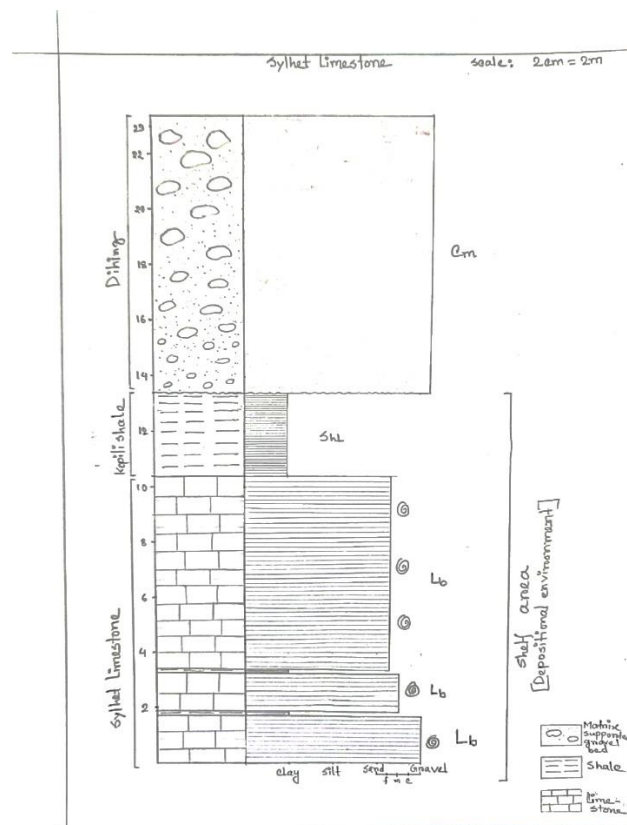 Sylhet Limestone
scale: 2cm = 2m
23
22
20
18
16
14
12
10
8
6
4
2
Dihing
Kopili shale
Sylhet Limestone
Cm
Shl
Lb
Lb
Lb
shelf area
[Depositional environment]
clay silt sand Gravel
f m c
Matrix
supported
gravel
bed
Shale
Lime-
stone